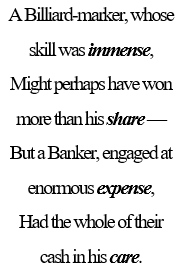 A Billiard-marker, whose
skill was immense,
Might perhaps have won
more than his share —
But a Banker, engaged at
enormous expense,
Had the whole of their
cash in his care.